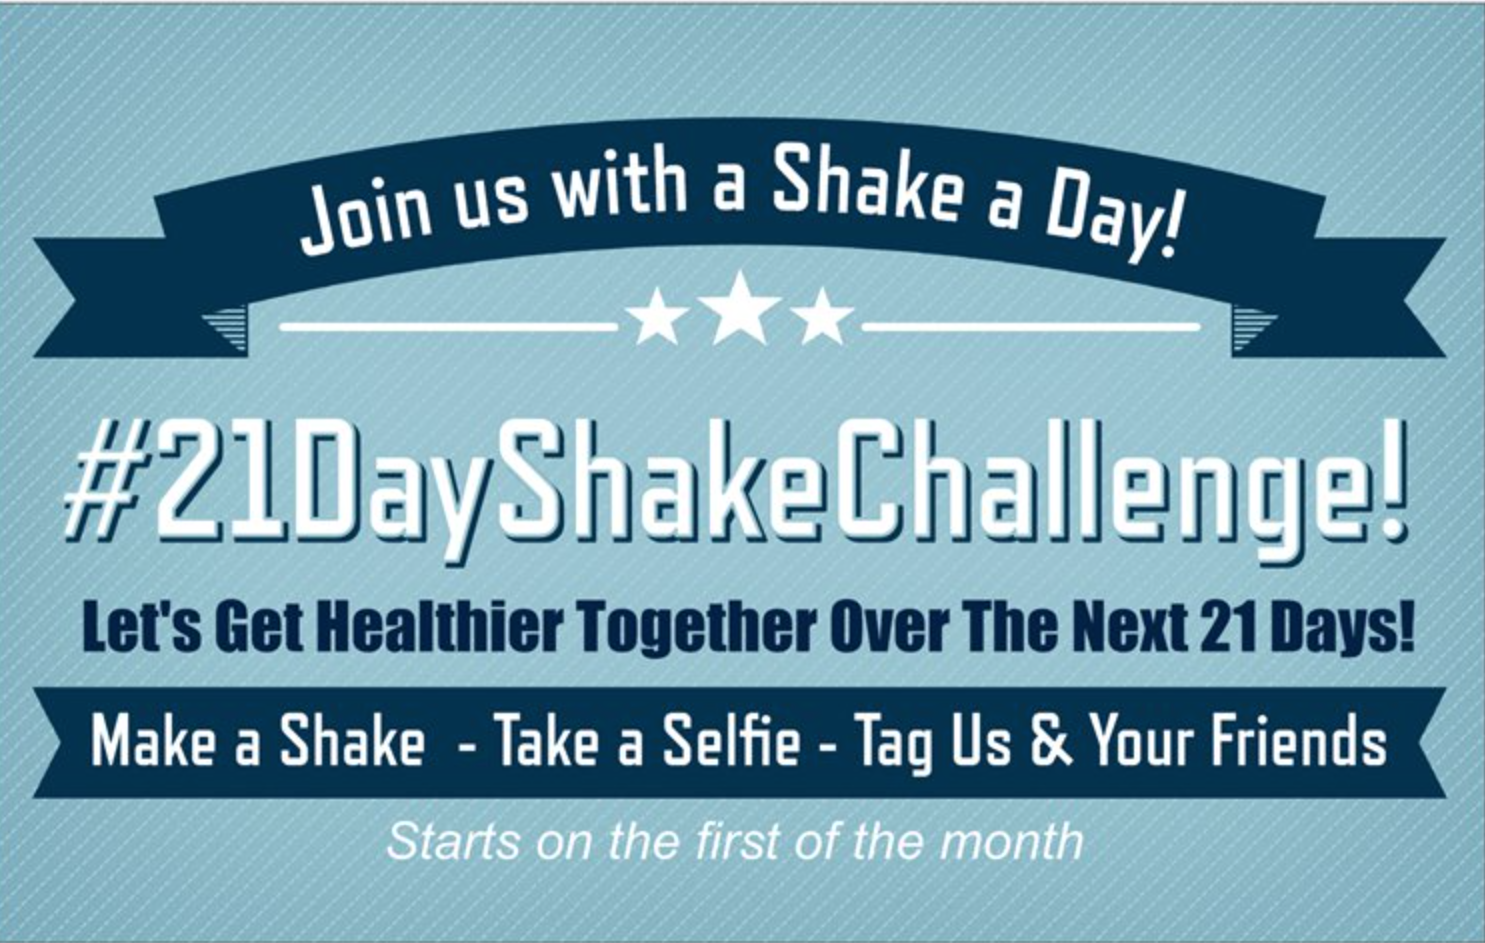 Join us with a Shake a Day!
#21DayShakeChallenge!
Let's Get Healthier Together Over The Next 21 Days!
Make a Shake - Take a Selfie - Tag Us & Your Friends
Starts on the first of the month